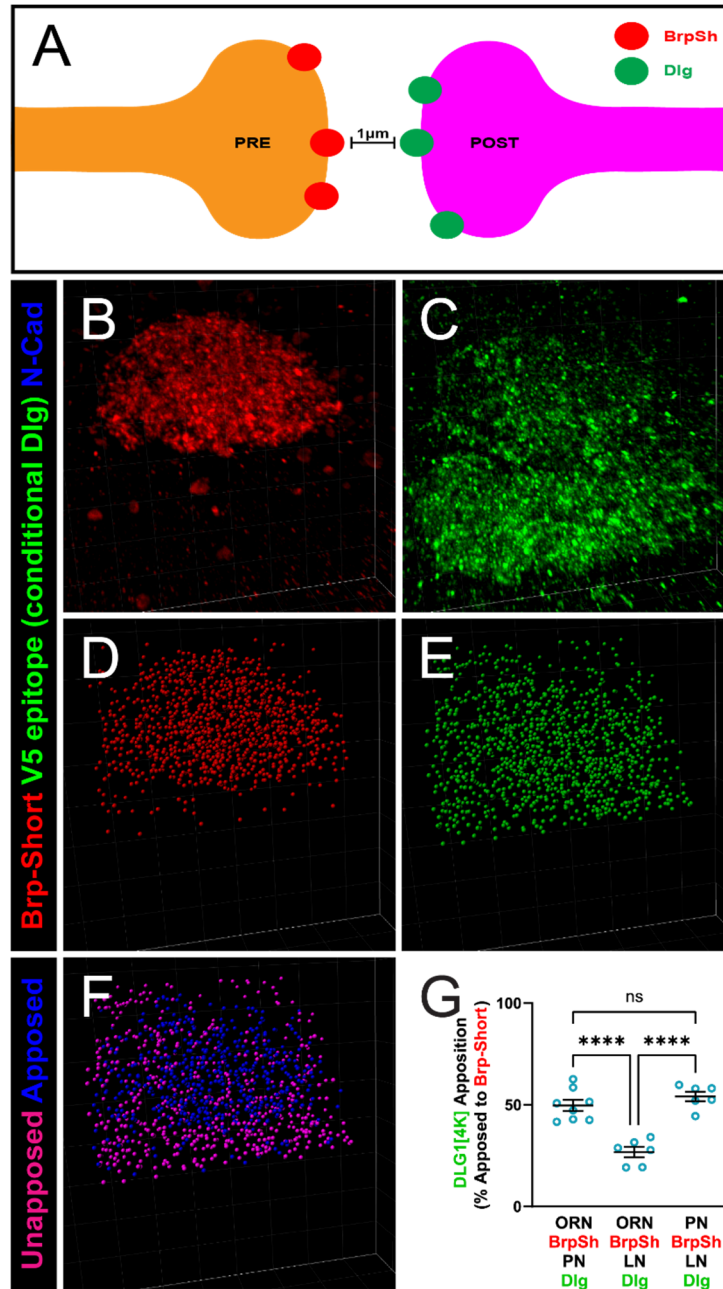 A
BrpSh
Dlg
PRE
1µm
POST
Brp-Short V5 epitope (conditional Dlg) N-Cad
B
C
D
E
Unapposed Apposed
F
G
DLG1[4K] Apposition
(% Apposed to Brp-Short)
100
50
0
ns
**** ****
ORN ORN PN
BrpSh BrpSh BrpSh
PN LN LN
Dlg Dlg Dlg